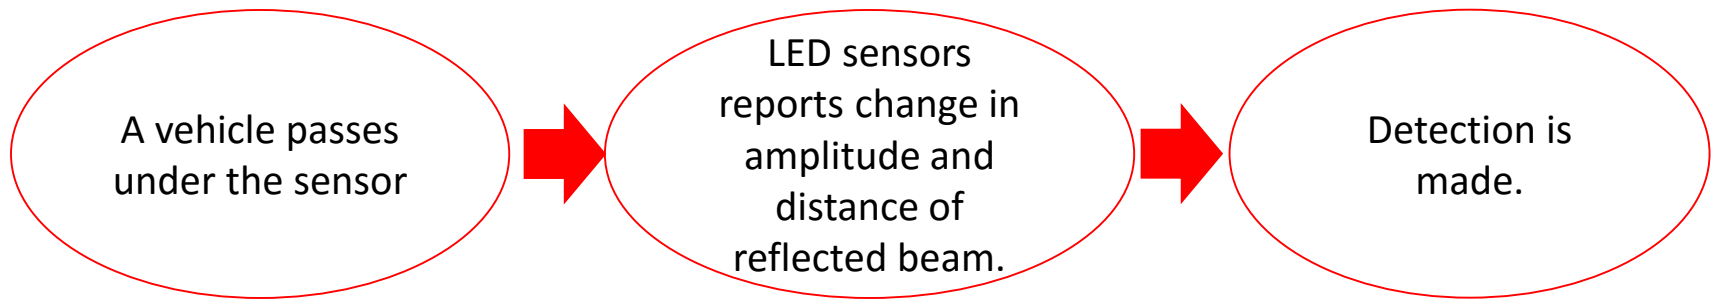 A vehicle passes
under the sensor
LED sensors
reports change in
amplitude and
distance of
reflected beam.
Detection is
made.